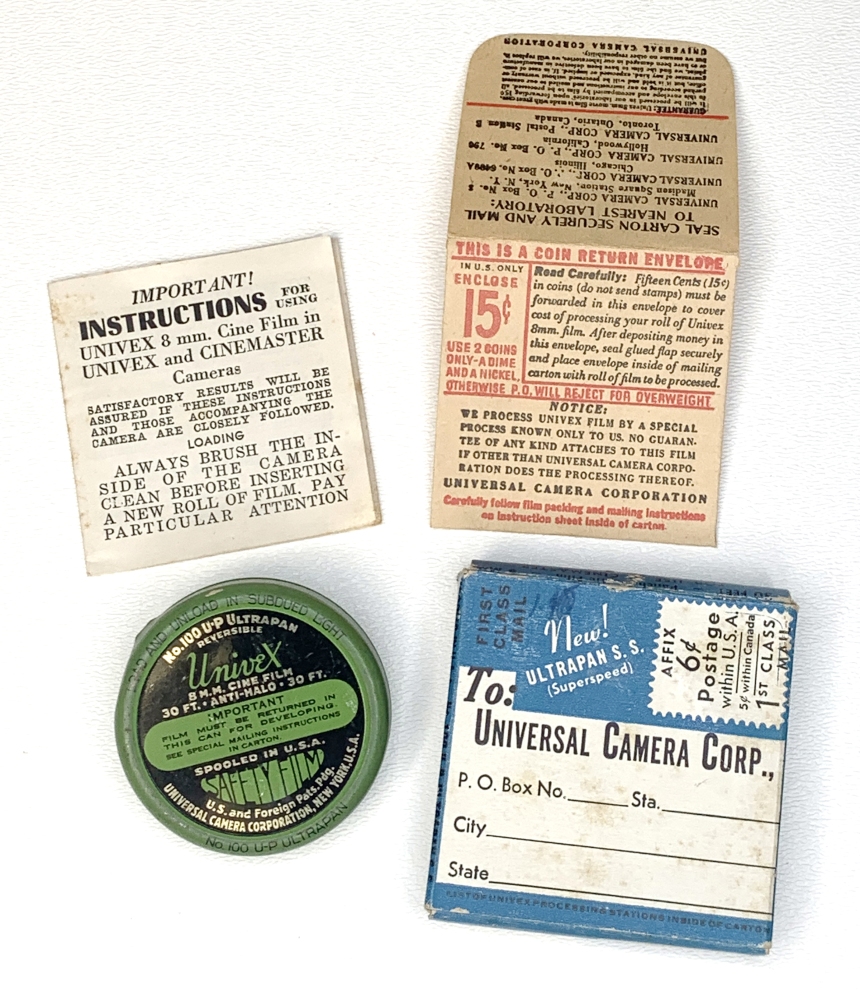 IMPORTANT!
INSTRUCTIONS FOR USING
UNIVEX 8 mm. Cine Film in
UNIVEX and CINEMASTER
Cameras
SATISFACTORY RESULTS WILL BE
ASSURED IF THESE INSTRUCTIONS
AND THOSE ACCOMPANYING THE
CAMERA ARE CLOSELY FOLLOWED.
LOADING
ALWAYS BRUSH THE IN-
SIDE OF THE CAMERA
CLEAN BEFORE INSERTING
A NEW ROLL OF FILM. PAY
PARTICULAR ATTENTION
SEAL CARTON SECURELY AND MAIL
TO NEAREST LABORATORY:
UNIVERSAL CAMERA CORP., P. O. Box No.
Madison Square Station, New York, N. Y.
UNIVERSAL CAMERA CORP., P. O. Box No.
Chicago, Illinois
UNIVERSAL CAMERA CORP., P. O. Box No. 796
Hollywood, California
UNIVERSAL CAMERA CORP., Postal Station B
Toronto, Ontario, Canada
GUARANTEE:
UNIVERSAL CAMERA CORPORATION
THIS IS A COIN RETURN ENVELOPE
IN U.S. ONLY
ENCLOSE
15¢
USE 2 COINS
ONLY-A DIME
AND A NICKEL,
Read Carefully: Fifteen Cents (15¢)
in coins (do not send stamps) must be
forwarded in this envelope to cover
cost of processing your roll of Univex
8mm. film. After depositing money in
this envelope, seal glued flap securely
and place envelope inside of mailing
carton with roll of film to be processed.
OTHERWISE P.O. WILL REJECT FOR OVERWEIGHT
NOTICE:
WE PROCESS UNIVEX FILM BY A SPECIAL
PROCESS KNOWN ONLY TO US. NO GUARAN-
TEE OF ANY KIND ATTACHES TO THIS FILM
IF OTHER THAN UNIVERSAL CAMERA CORPO-
RATION DOES THE PROCESSING THEREOF.
UNIVERSAL CAMERA CORPORATION
Carefully follow film packing and mailing instructions
on instruction sheet inside of carton.
LOAD AND UNLOAD IN SUBDUED LIGHT
No. 100 U-P ULTRAPAN
REVERSIBLE
UniveX
8 M.M. CINE FILM
30 FT. • ANTI-HALO • 30 FT.
IMPORTANT
FILM MUST BE RETURNED IN
THIS CAN FOR DEVELOPING.
SEE SPECIAL MAILING INSTRUCTIONS
IN CARTON.
SPOOLED IN U.S.A.
SAFETY FILM
U.S. and Foreign Pats. Pdg.
UNIVERSAL CAMERA CORPORATION, NEW YORK, U.S.A.
No. 100 U-P ULTRAPAN
FIRST
CLASS
MAIL
New!
ULTRAPAN S.S.
(Superspeed)
AFFIX
6¢
Postage
within U.S.A.
5¢ within Canada
1ST CLASS
MAIL
To:
UNIVERSAL CAMERA CORP.,
P. O. Box No. Sta.
City
State
LIST OF UNIVEX PROCESSING STATIONS INSIDE OF CARTON